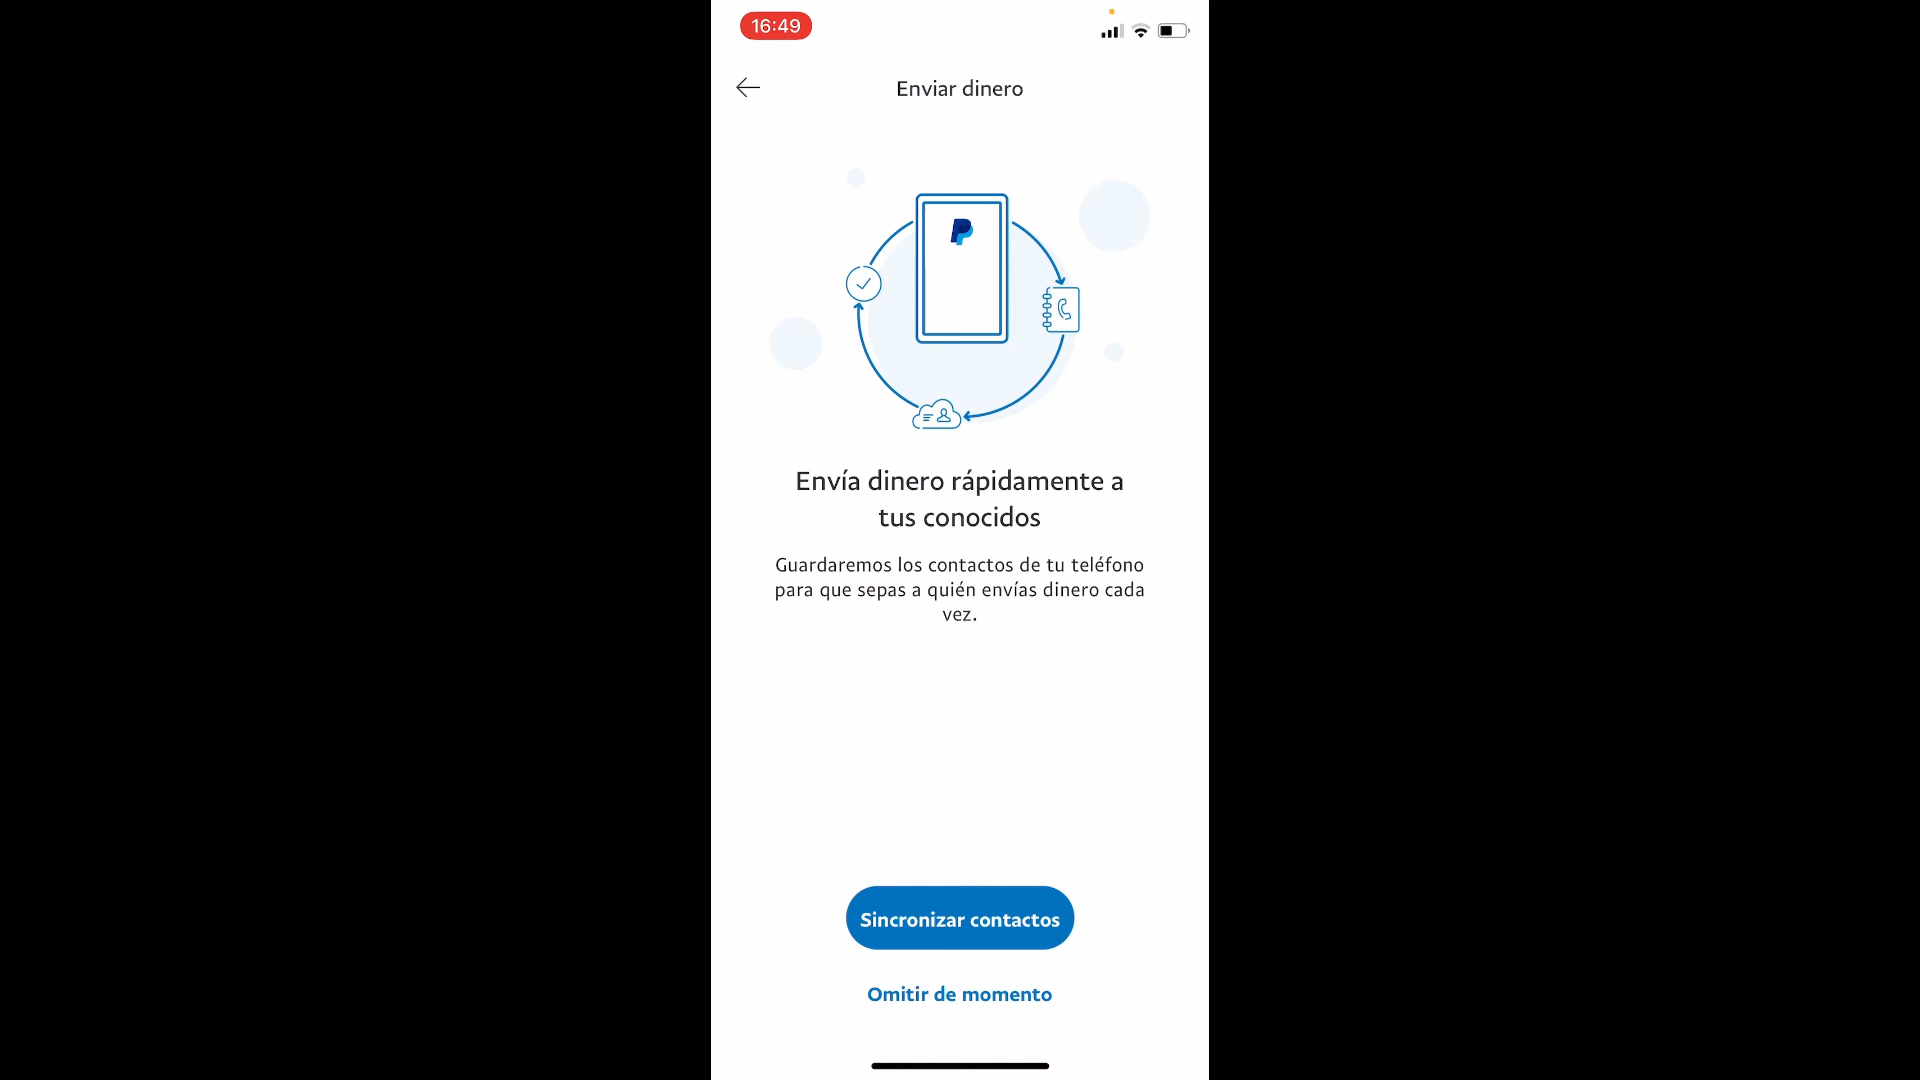 16:49
Enviar dinero
Envía dinero rápidamente a
tus conocidos
Guardaremos los contactos de tu teléfono
para que sepas a quién envías dinero cada
vez.
Sincronizar contactos
Omitir de momento